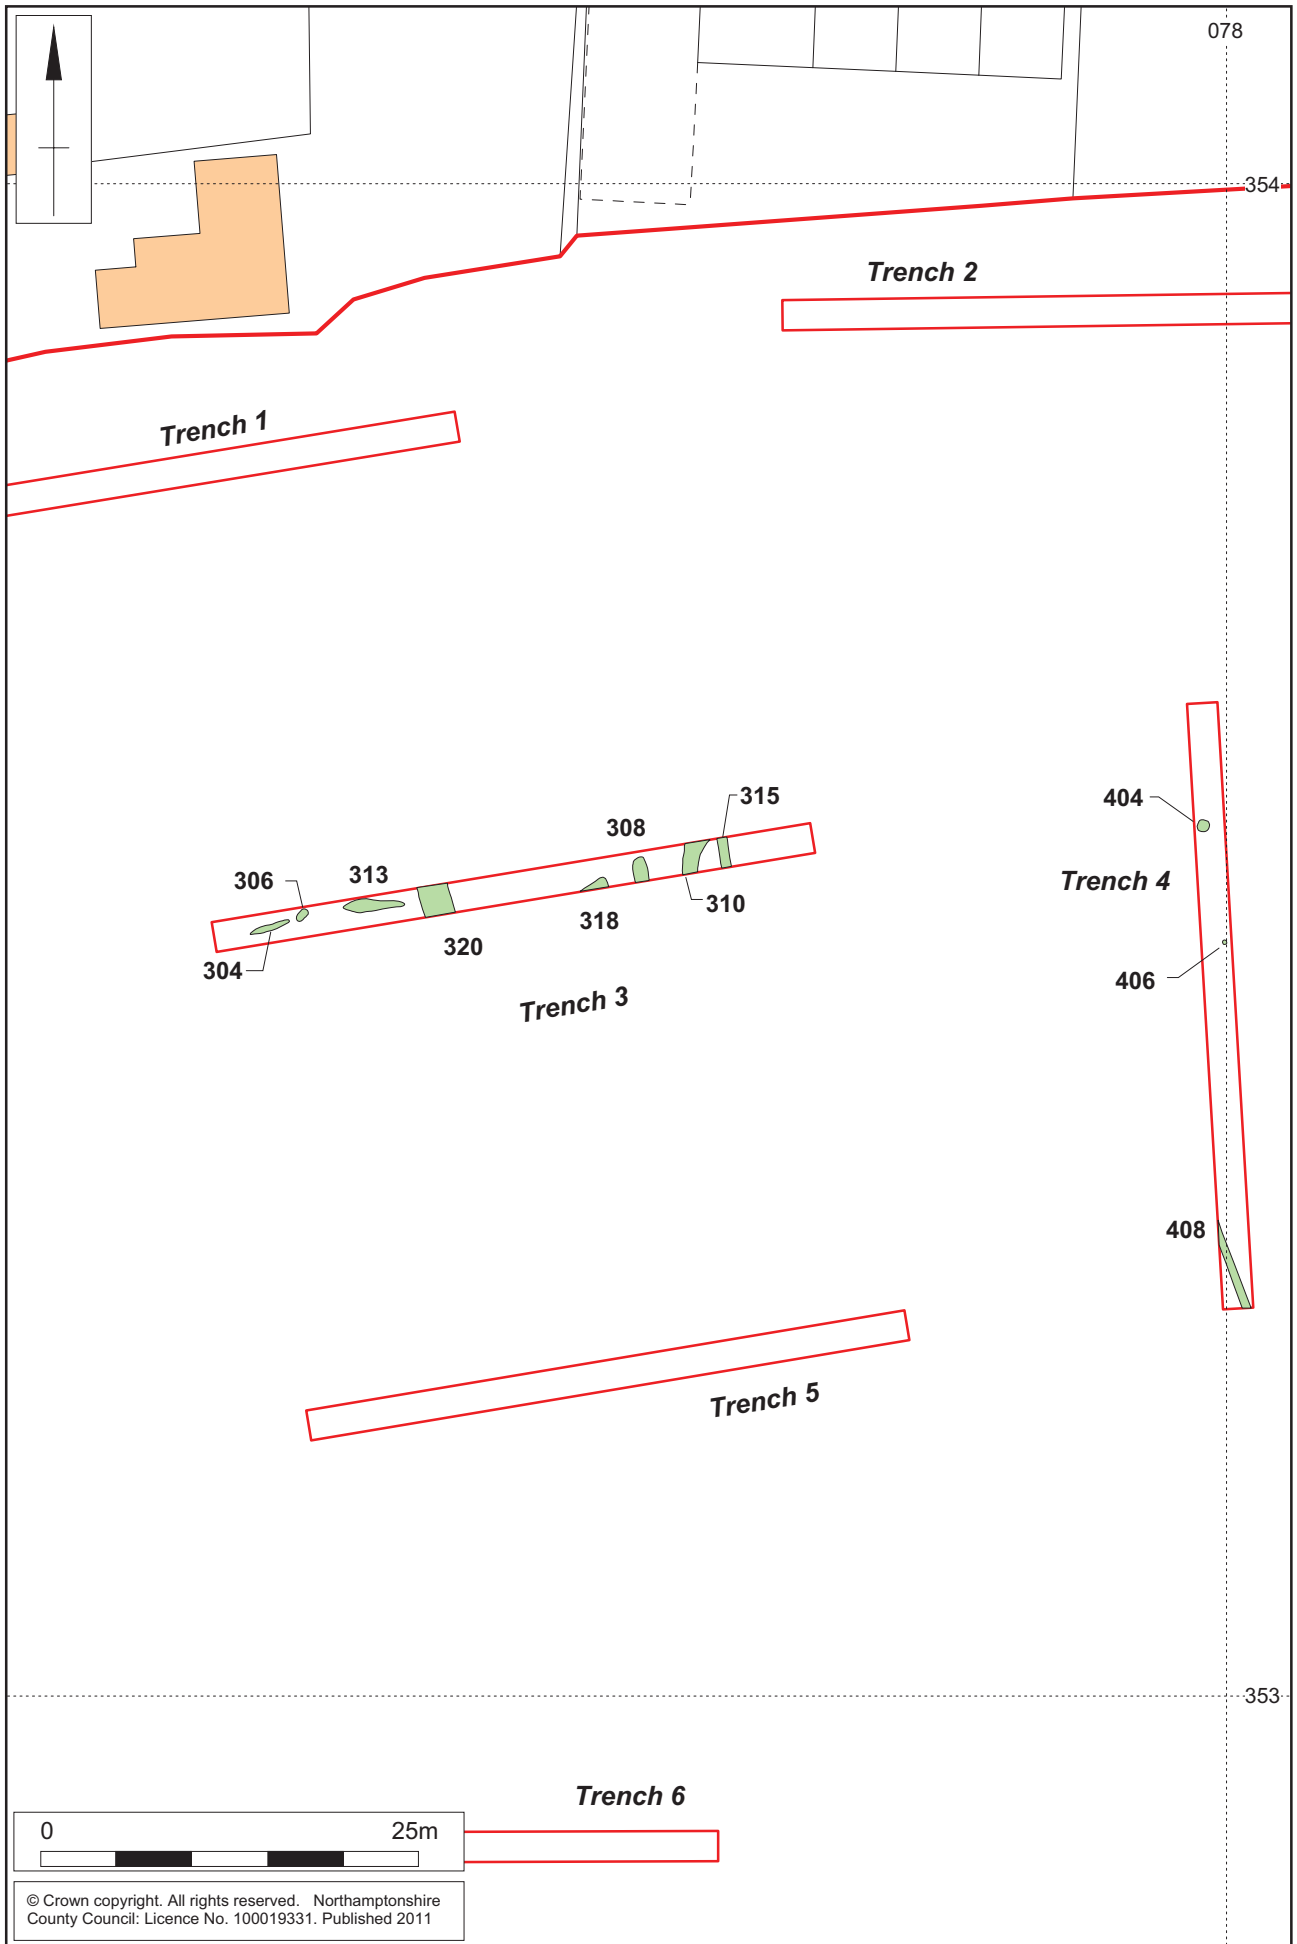 078
354
Trench 2
Trench 1
315
404
308
306
313
Trench 4
310
318
320
304
406
Trench 3
408
Trench 5
353
Trench 6
0 25m
© Crown copyright. All rights reserved. Northamptonshire
County Council: Licence No. 100019331. Published 2011